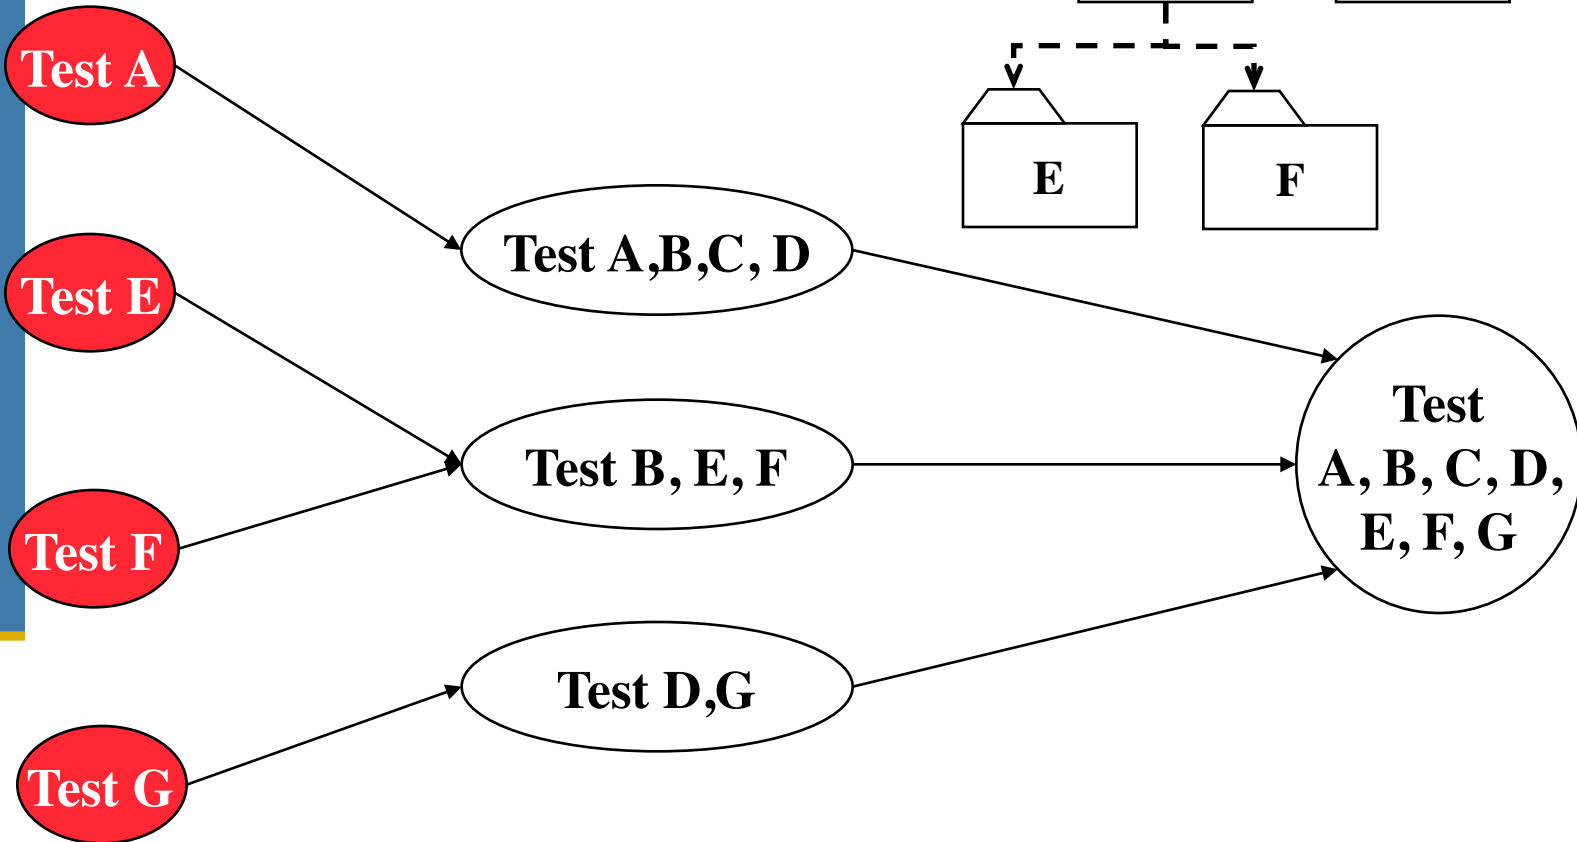 Test A
E
F
Test A,B,C, D
Test E
Test
A, B, C, D,
E, F, G
Test B, E, F
Test F
Test D,G
Test G